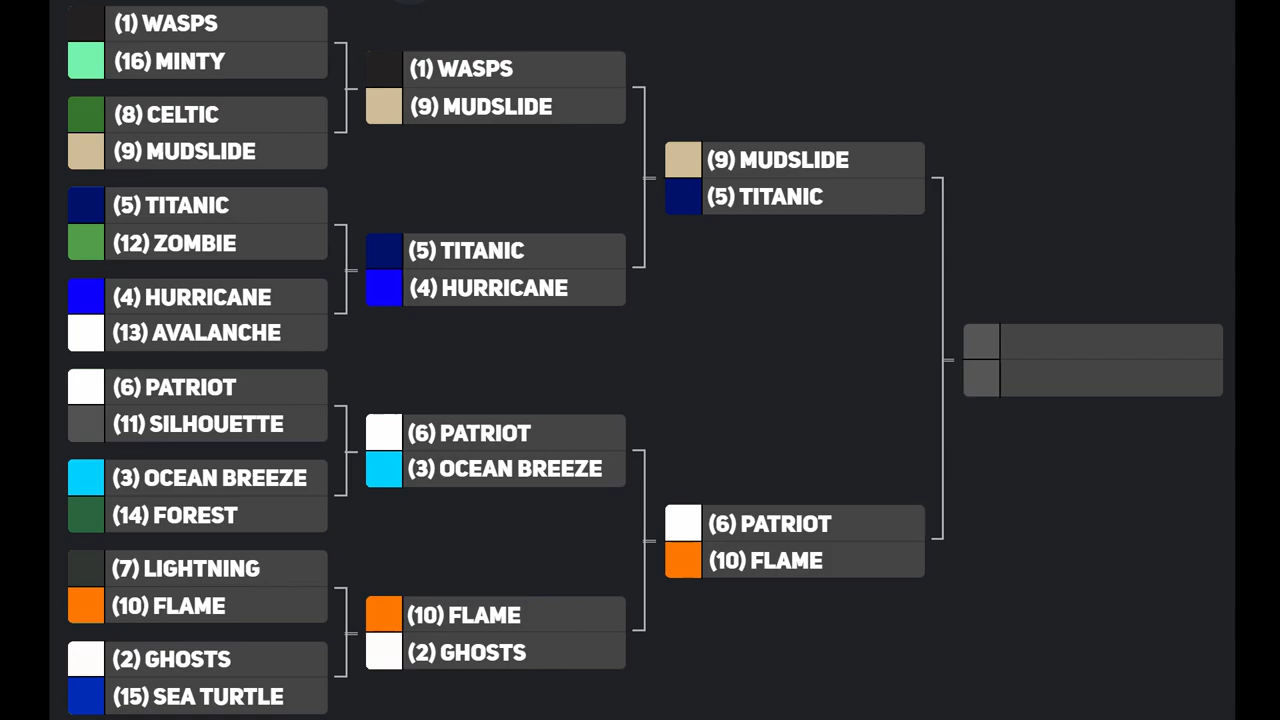 (1) WASPS
(16) MINTY
(8) CELTIC
(9) MUDSLIDE
(5) TITANIC
(12) ZOMBIE
(4) HURRICANE
(13) AVALANCHE
(6) PATRIOT
(11) SILHOUETTE
(3) OCEAN BREEZE
(14) FOREST
(7) LIGHTNING
(10) FLAME
(2) GHOSTS
(15) SEA TURTLE
(1) WASPS
(9) MUDSLIDE
(5) TITANIC
(4) HURRICANE
(6) PATRIOT
(3) OCEAN BREEZE
(10) FLAME
(2) GHOSTS
(9) MUDSLIDE
(5) TITANIC
(6) PATRIOT
(10) FLAME